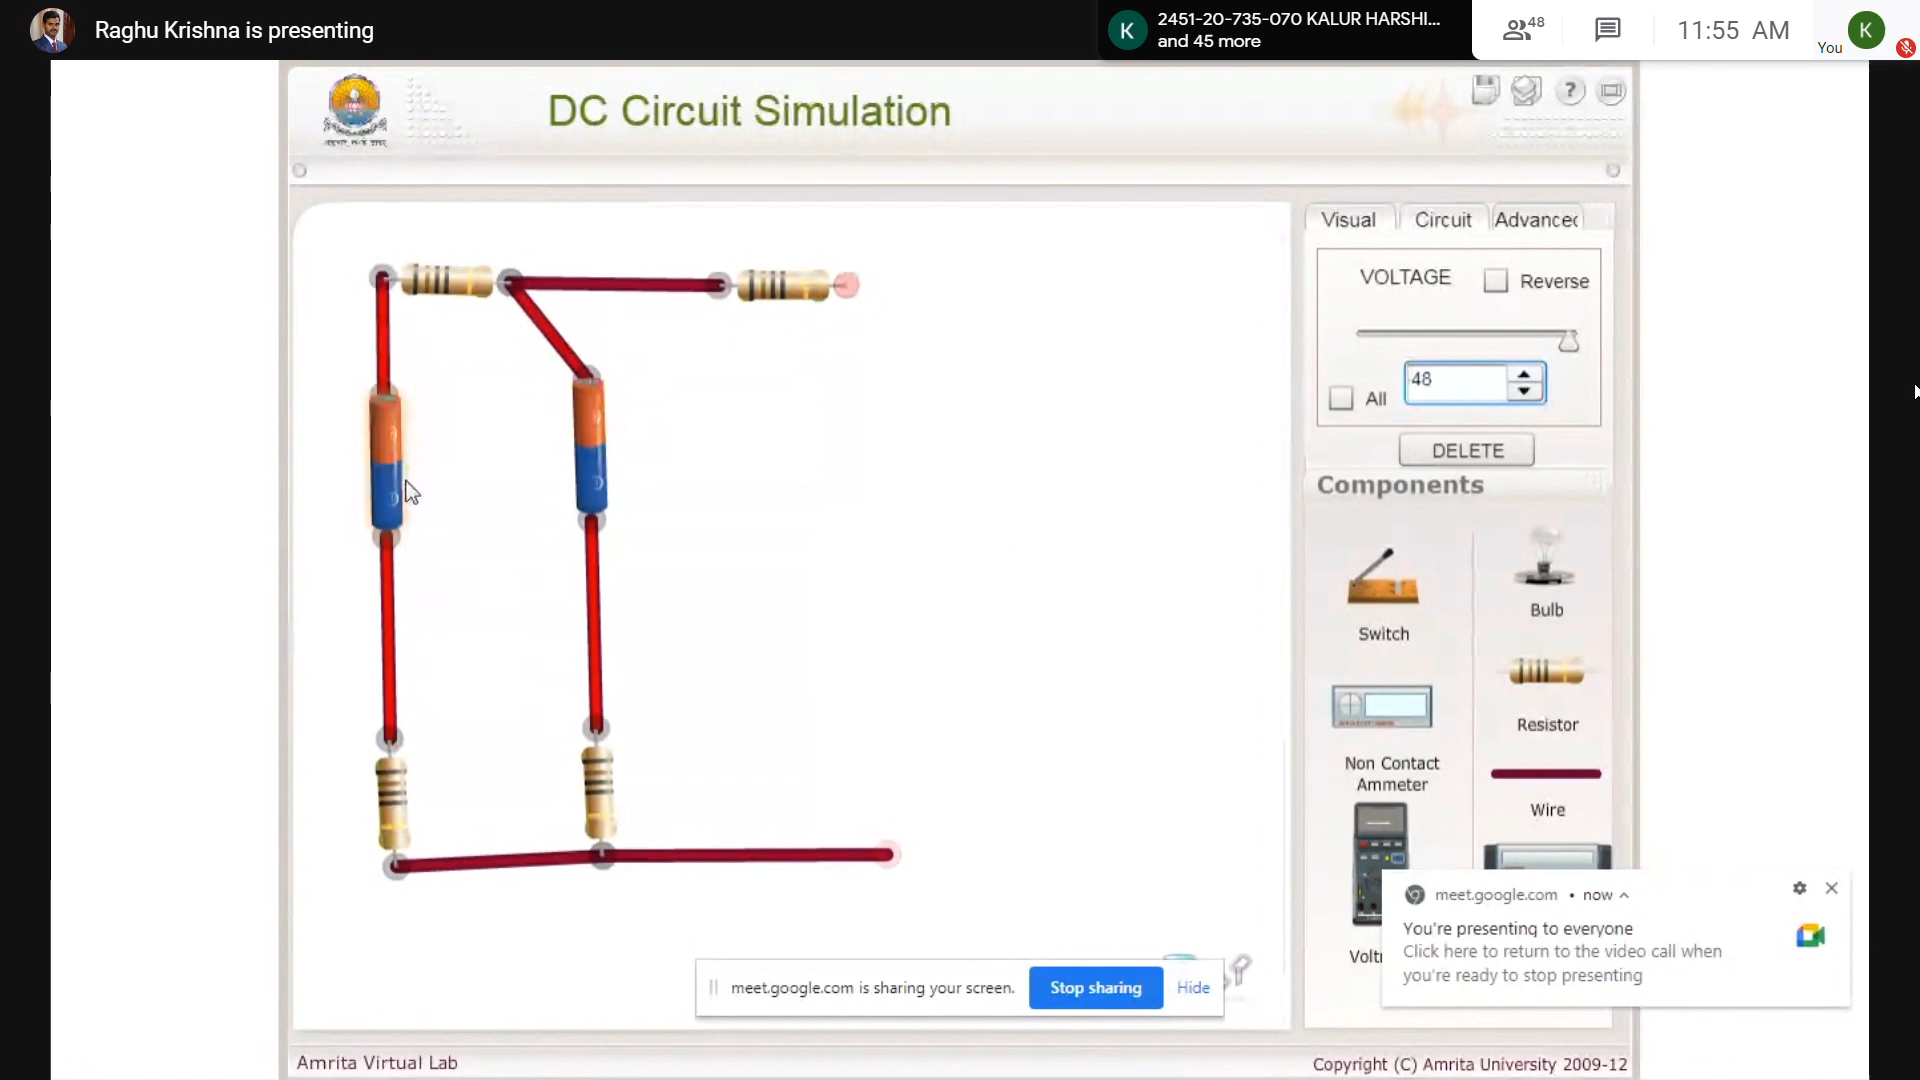 Raghu Krishna is presenting
K
2451-20-735-070 KALUR HARSHI...
and 45 more
48
11:55 AM
You
K
DC Circuit Simulation
?
Visual
Circuit
Advanced
VOLTAGE
Reverse
48
All
DELETE
Components
Switch
Bulb
Resistor
Non Contact
Ammeter
Wire
Volt
meet.google.com • now
You're presenting to everyone
Click here to return to the video call when
you're ready to stop presenting
meet.google.com is sharing your screen.
Stop sharing
Hide
Amrita Virtual Lab
Copyright (C) Amrita University 2009-12